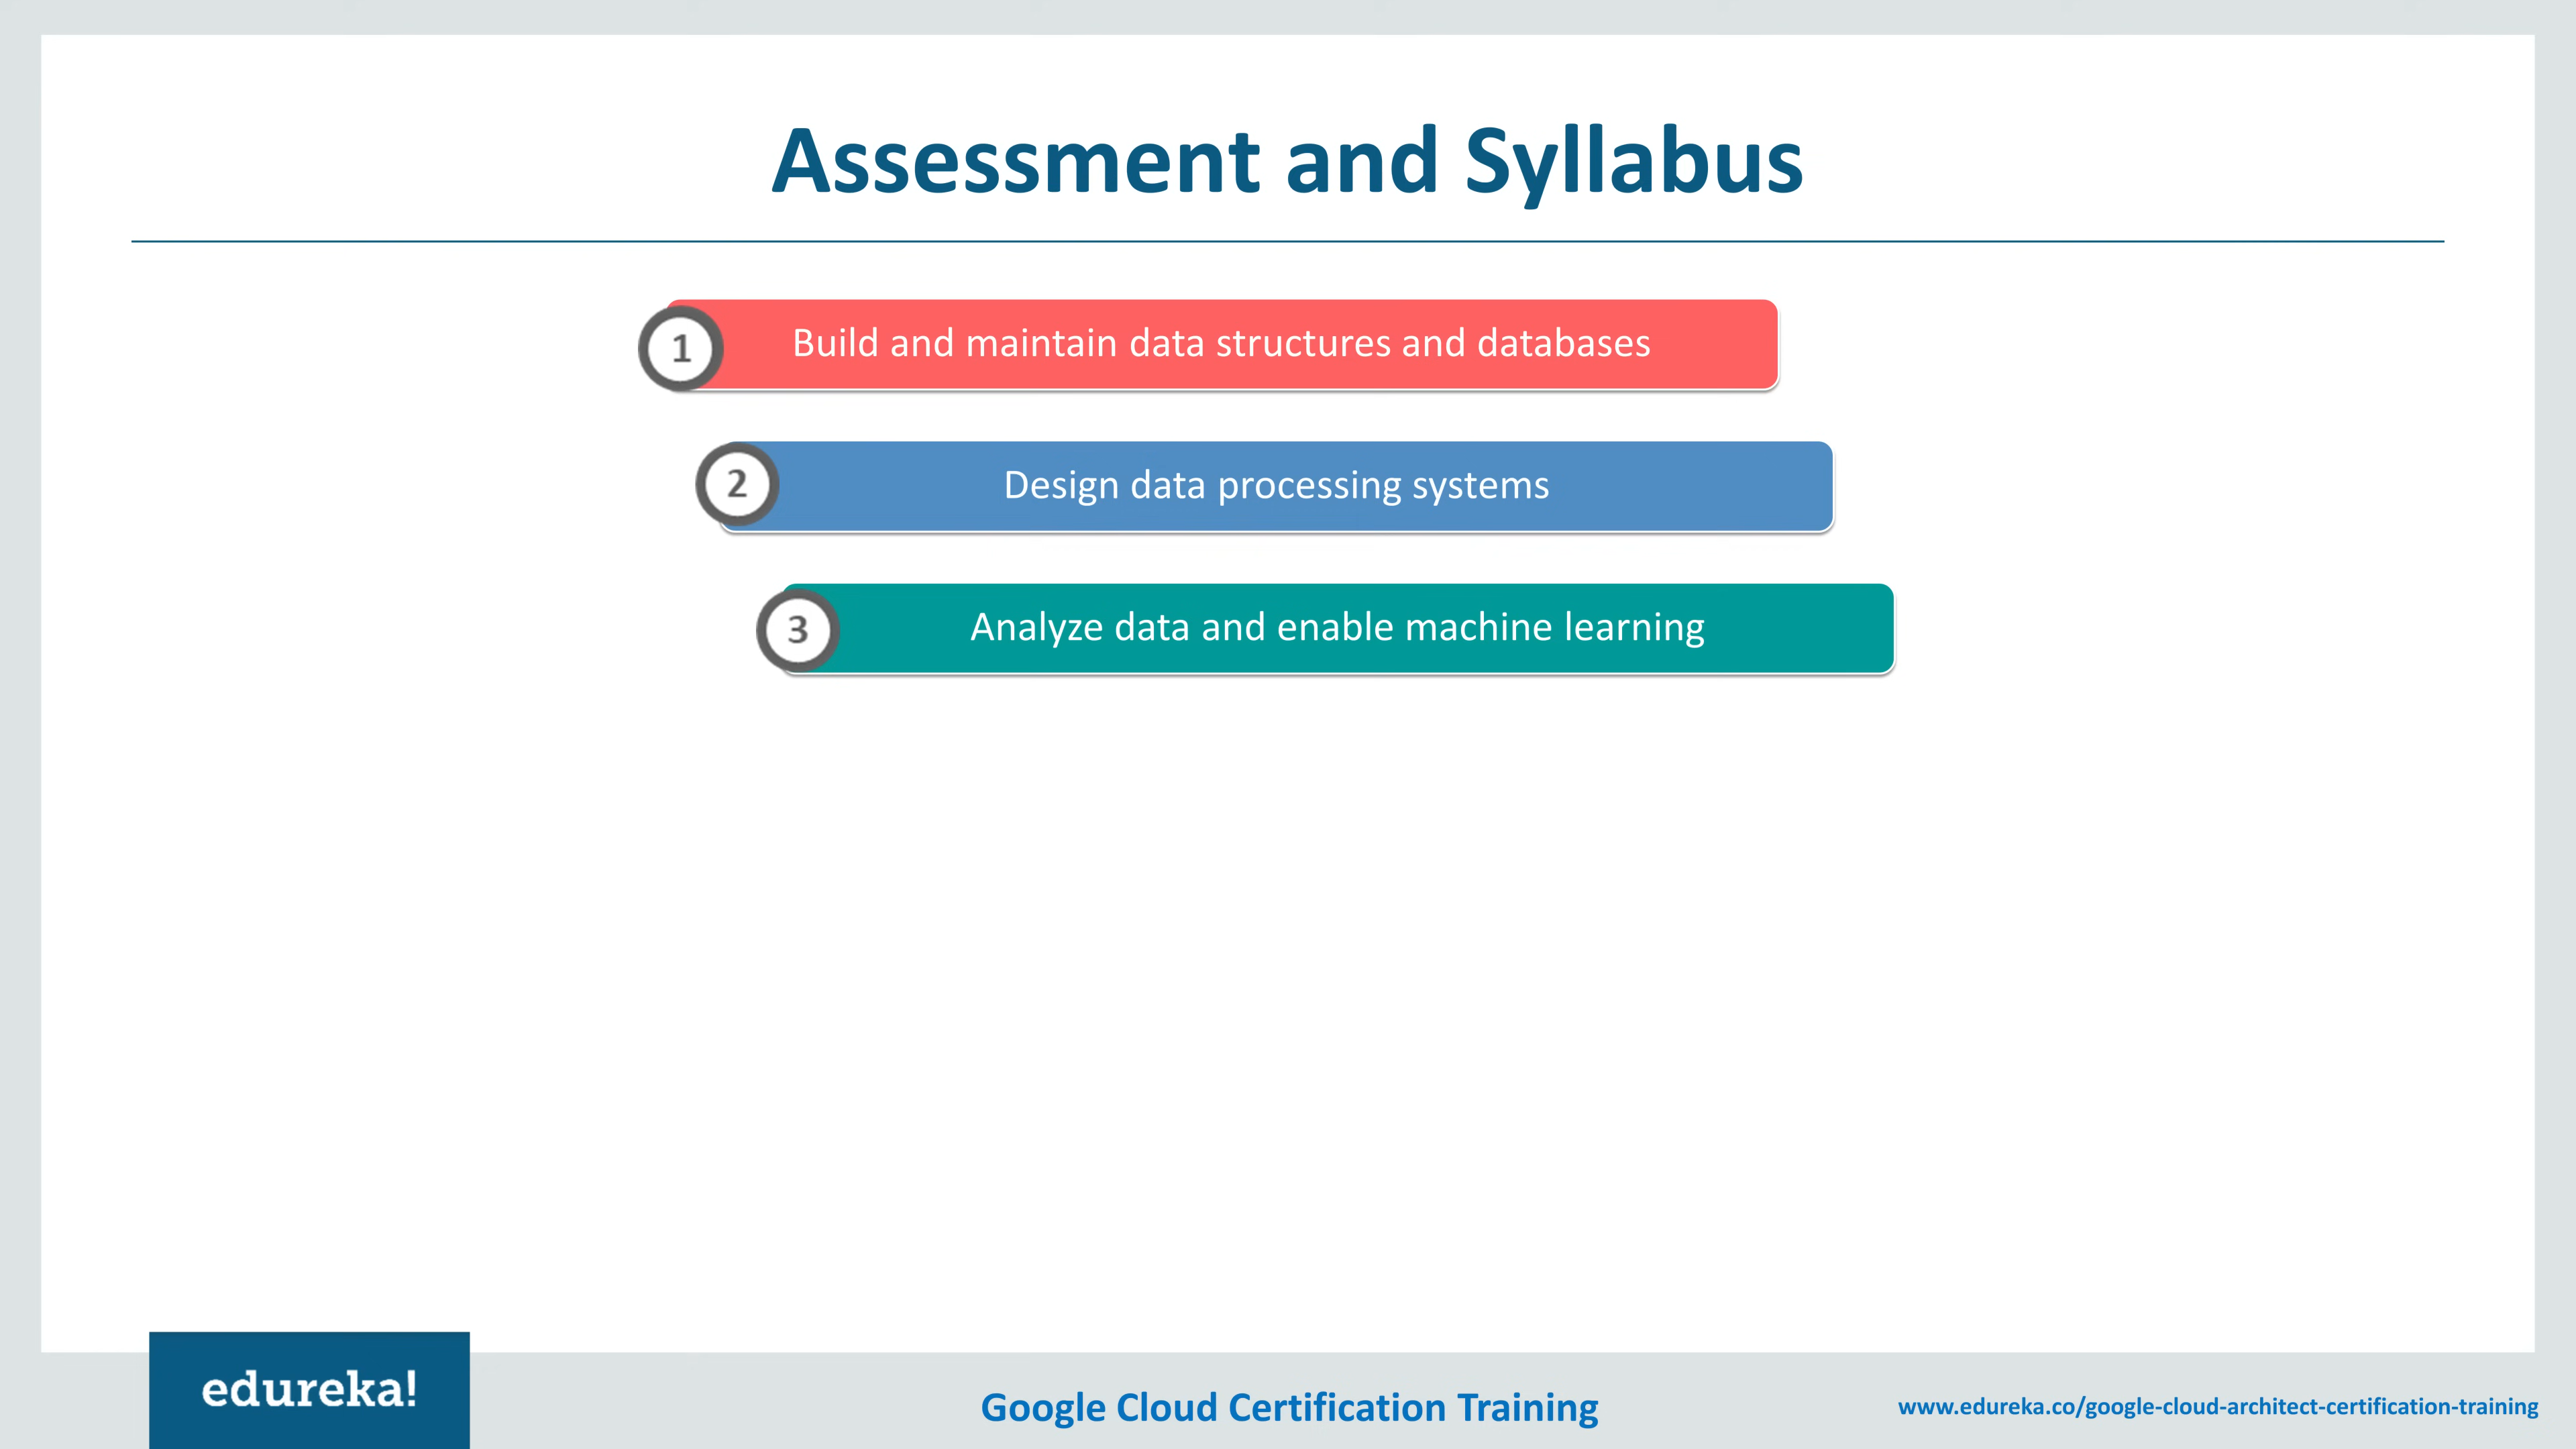 Assessment and Syllabus
1
Build and maintain data structures and databases
2
Design data processing systems
3
Analyze data and enable machine learning
edureka!
Google Cloud Certification Training
www.edureka.co/google-cloud-architect-certification-training